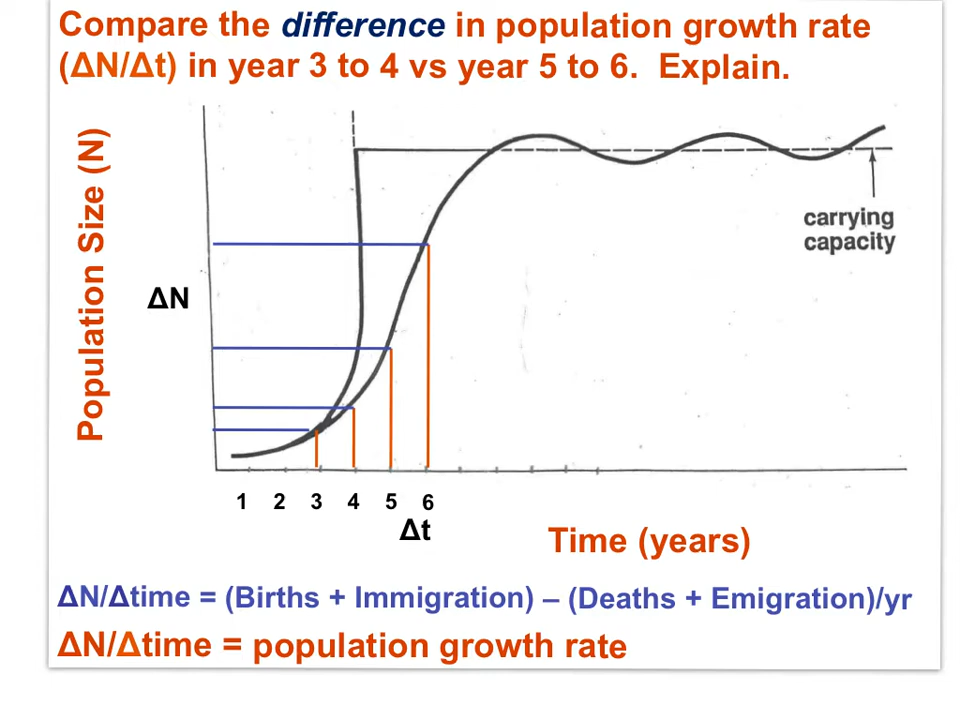 Compare the difference in population growth rate
(ΔN/Δt) in year 3 to 4 vs year 5 to 6.  Explain.
Population Size (N)
ΔN
carrying
capacity
1 2 3 4 5 6
Δt
Time (years)
ΔN/Δtime = (Births + Immigration) – (Deaths + Emigration)/yr
ΔN/Δtime = population growth rate